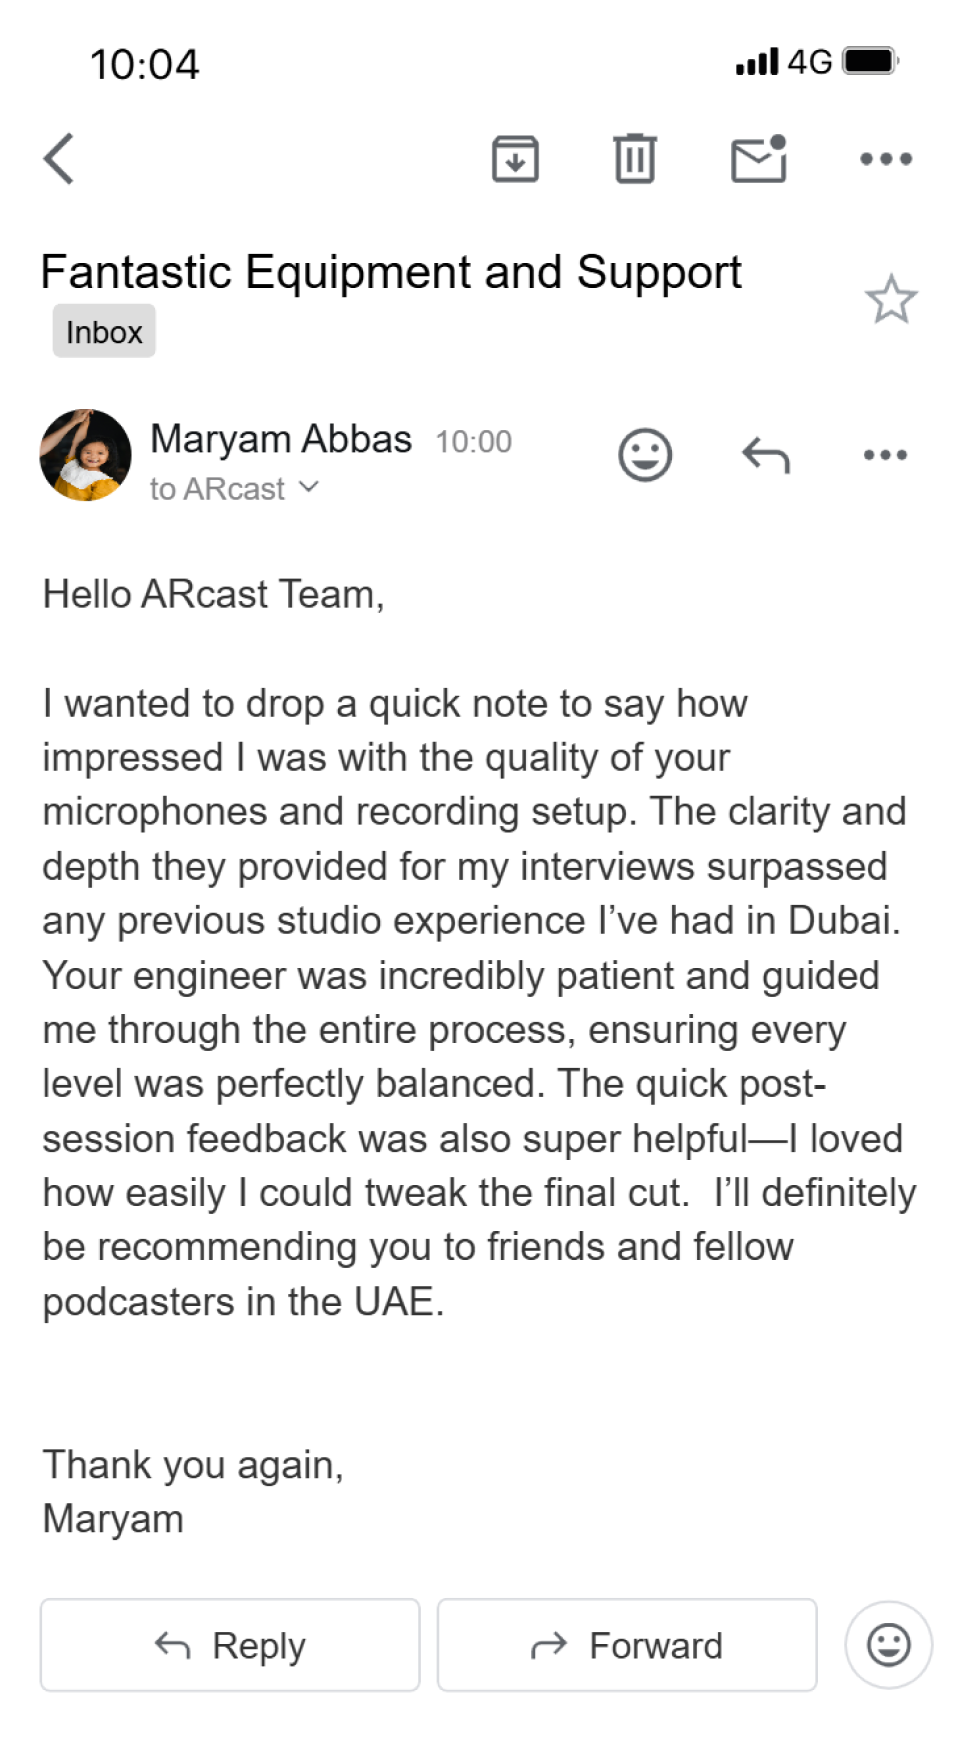 10:04 4G
Fantastic Equipment and Support
Inbox
Maryam Abbas 10:00
to ARcast
Hello ARcast Team,
I wanted to drop a quick note to say how
impressed I was with the quality of your
microphones and recording setup. The clarity and
depth they provided for my interviews surpassed
any previous studio experience I’ve had in Dubai.
Your engineer was incredibly patient and guided
me through the entire process, ensuring every
level was perfectly balanced. The quick post-
session feedback was also super helpful—I loved
how easily I could tweak the final cut.  I’ll definitely
be recommending you to friends and fellow
podcasters in the UAE.
Thank you again,
Maryam
Reply Forward